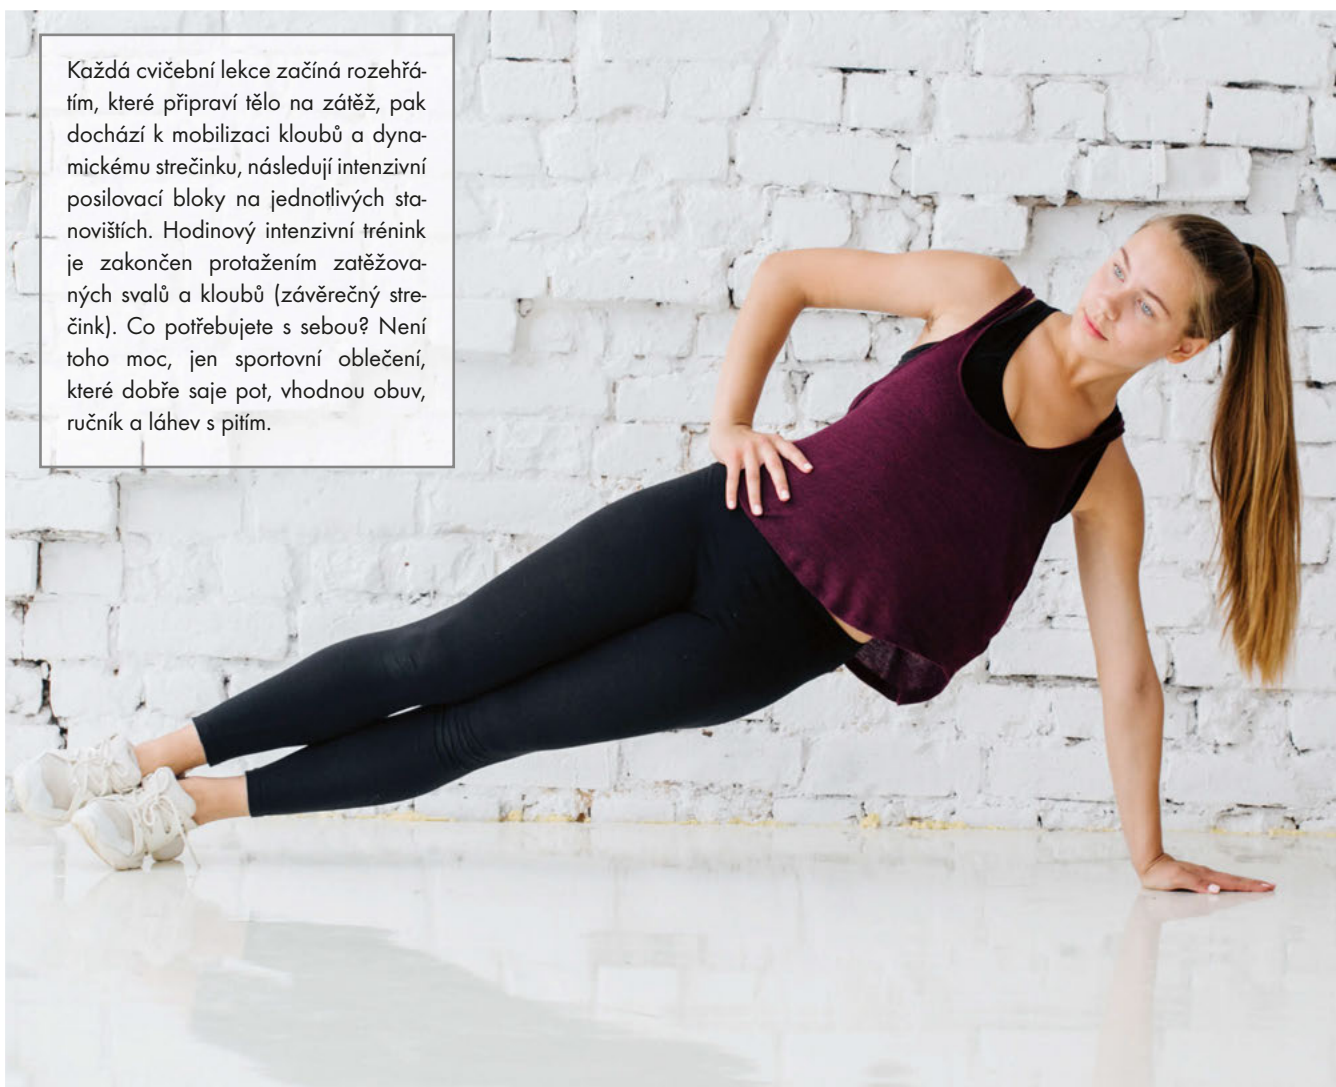 Každá cvičební lekce začíná rozehřá-
tím, které připraví tělo na zátěž, pak
dochází k mobilizaci kloubů a dyna-
mickému strečinku, následují intenzivní
posilovací bloky na jednotlivých sta-
novištích. Hodinový intenzivní trénink
je zakončen protažením zatěžova-
ných svalů a kloubů (závěrečný stre-
čink). Co potřebujete s sebou? Není
toho moc, jen sportovní oblečení,
které dobře saje pot, vhodnou obuv,
ručník a láhev s pitím.